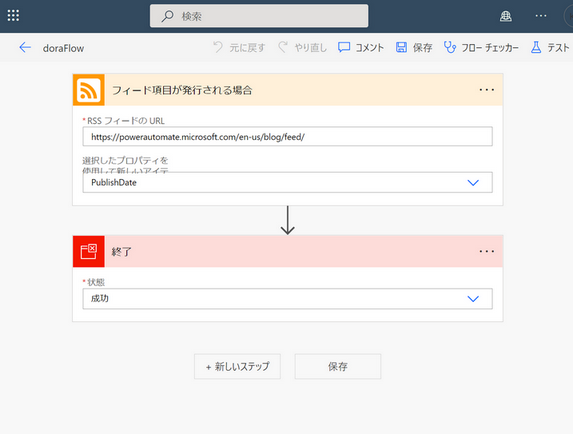 検索
doraFlow
元に戻す
やり直し
コメント
保存
フロー チェッカー
テスト
フィード項目が発行される場合
* RSS フィードの URL
https://powerautomate.microsoft.com/en-us/blog/feed/
選択したプロパティを
使用して新しいアイテ
PublishDate
終了
* 状態
成功
+ 新しいステップ
保存